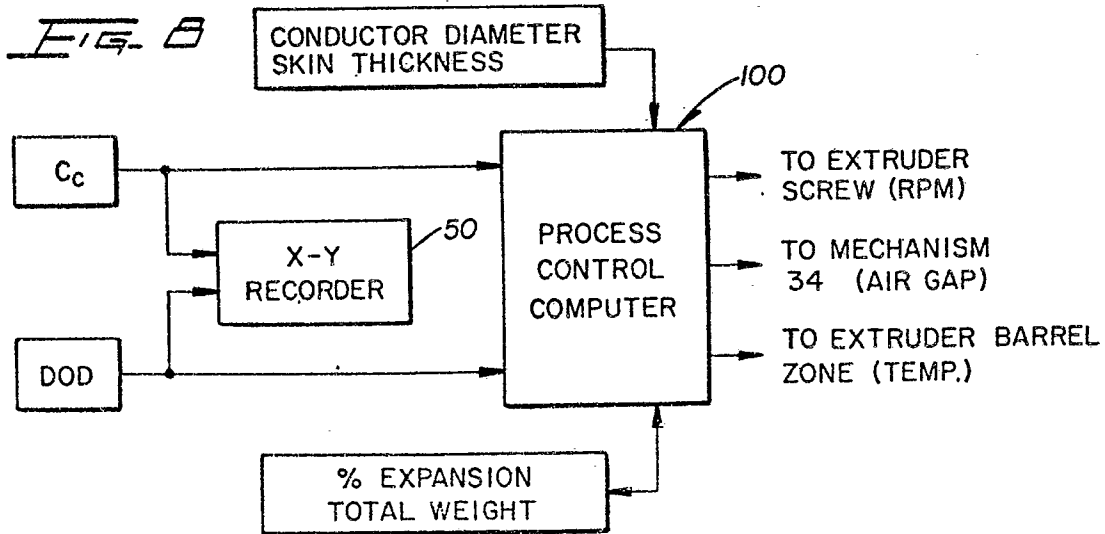 FIG. 8
CONDUCTOR DIAMETER
SKIN THICKNESS
100
Cc
TO EXTRUDER
SCREW (RPM)
50
X-Y
RECORDER
PROCESS
CONTROL
COMPUTER
TO MECHANISM
34 (AIR GAP)
DOD
TO EXTRUDER BARREL
ZONE (TEMP.)
% EXPANSION
TOTAL WEIGHT